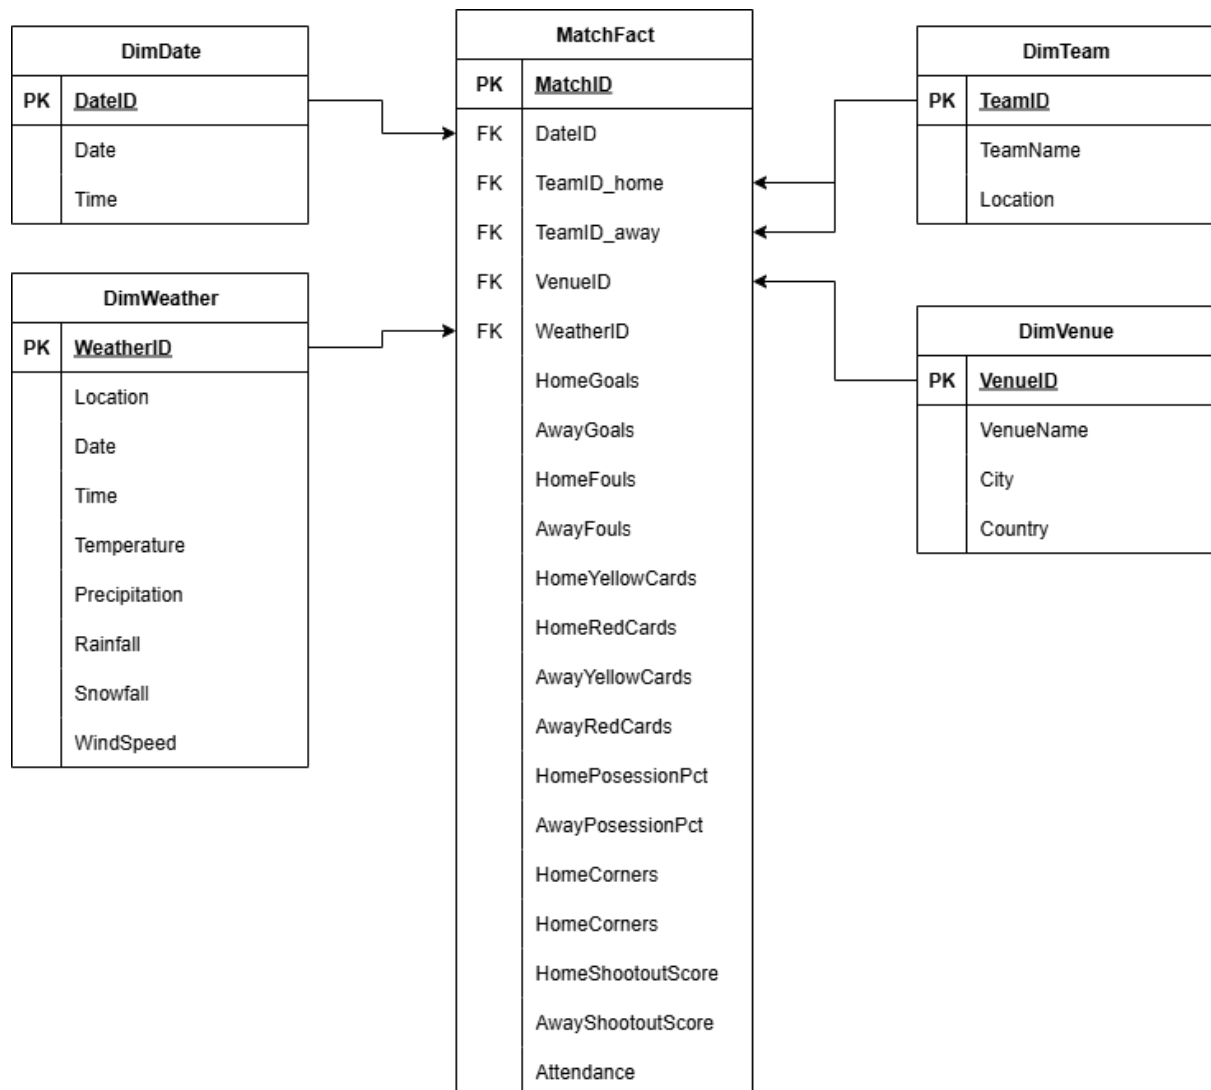 DimDate
PK DateID
Date
Time
DimWeather
PK WeatherID
Location
Date
Time
Temperature
Precipitation
Rainfall
Snowfall
WindSpeed
MatchFact
PK MatchID
FK DateID
FK TeamID_home
FK TeamID_away
FK VenueID
FK WeatherID
HomeGoals
AwayGoals
HomeFouls
AwayFouls
HomeYellowCards
HomeRedCards
AwayYellowCards
AwayRedCards
HomePosessionPct
AwayPosessionPct
HomeCorners
HomeCorners
HomeShootoutScore
AwayShootoutScore
Attendance
DimTeam
PK TeamID
TeamName
Location
DimVenue
PK VenueID
VenueName
City
Country